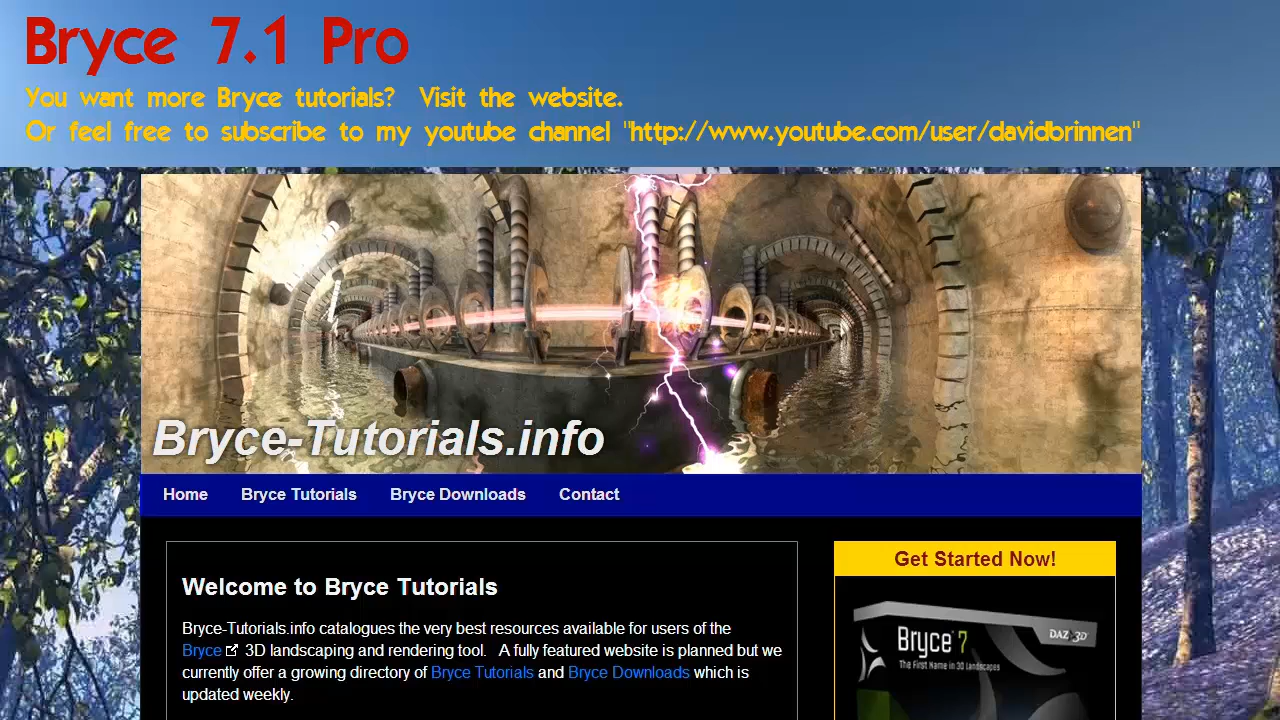 Bryce 7.1 Pro
You want more Bryce tutorials? Visit the website.
Or feel free to subscribe to my youtube channel "http://www.youtube.com/user/davidbrinnen"
Bryce-Tutorials.info
Home Bryce Tutorials Bryce Downloads Contact
Welcome to Bryce Tutorials
Bryce-Tutorials.info catalogues the very best resources available for users of the
Bryce 3D landscaping and rendering tool. A fully featured website is planned but we
currently offer a growing directory of Bryce Tutorials and Bryce Downloads which is
updated weekly.
Get Started Now!
DAZ 3D
Bryce 7
The First Name in 3D Landscapes